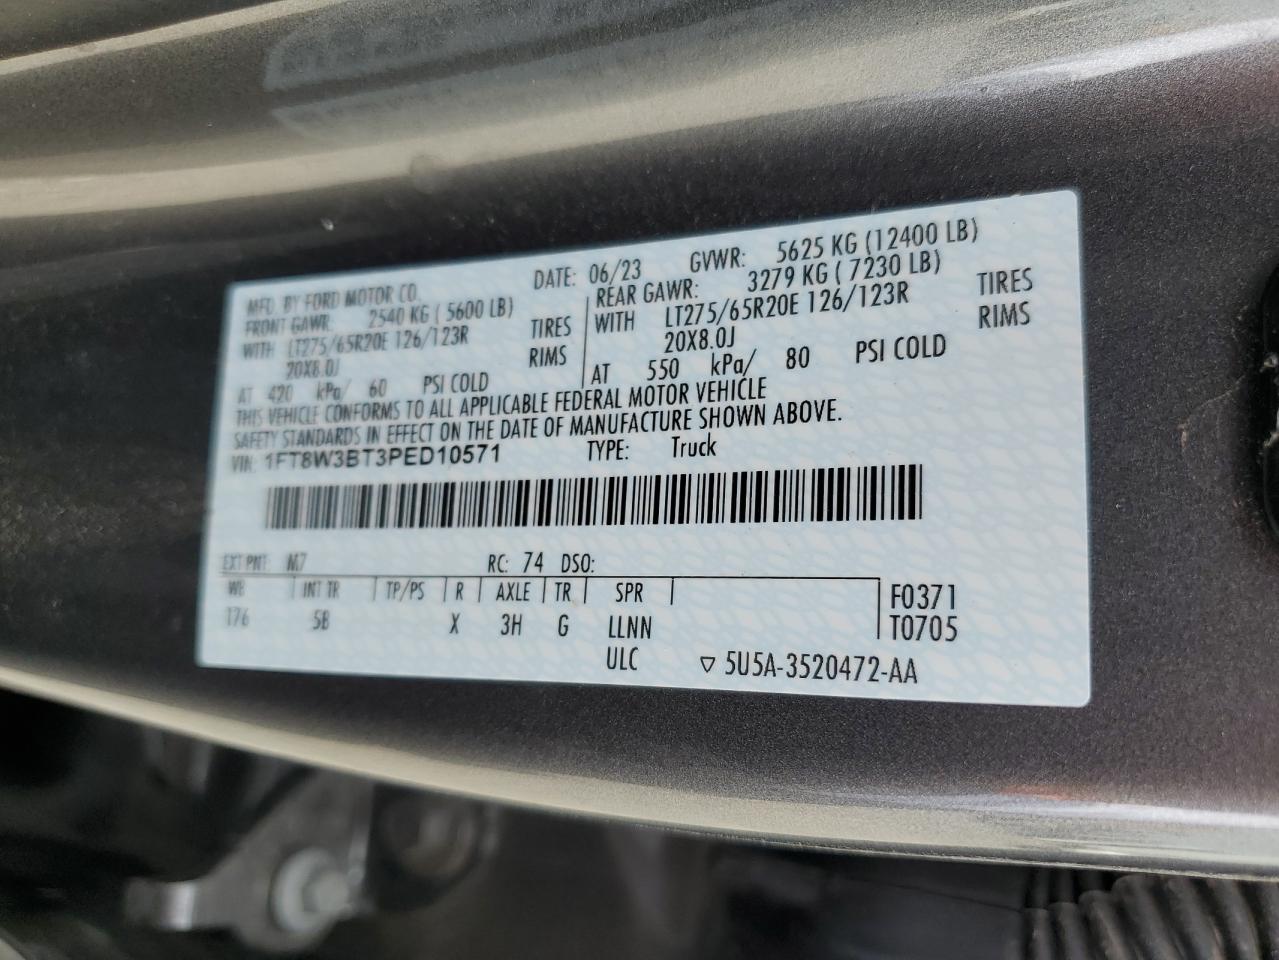 MFD. BY FORD MOTOR CO.
DATE: 06/23 GVWR: 5625 KG (12400 LB)
FRONT GAWR: 2540 KG ( 5600 LB) REAR GAWR: 3279 KG ( 7230 LB)
WITH LT275/65R20E 126/123R TIRES WITH LT275/65R20E 126/123R TIRES
20X8.0J RIMS 20X8.0J RIMS
AT 420 kPa/ 60 PSI COLD AT 550 kPa/ 80 PSI COLD
THIS VEHICLE CONFORMS TO ALL APPLICABLE FEDERAL MOTOR VEHICLE
SAFETY STANDARDS IN EFFECT ON THE DATE OF MANUFACTURE SHOWN ABOVE.
VIN: 1FT8W3BT3PED10571 TYPE: Truck
EXT PNT: M7 RC: 74 DSO:
WB INT TR TP/PS R AXLE TR SPR F0371
176 5B X 3H G LLNN T0705
ULC ▽ 5U5A-3520472-AA